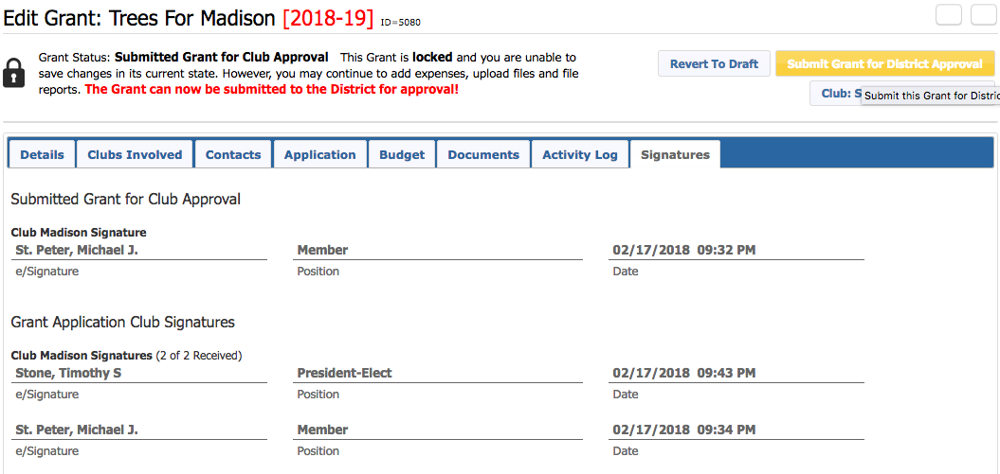 Edit Grant: Trees For Madison [2018-19] ID=5080
Grant Status: Submitted Grant for Club Approval This Grant is locked and you are unable to
save changes in its current state. However, you may continue to add expenses, upload files and file
reports. The Grant can now be submitted to the District for approval!
Revert To Draft Submit Grant for District Approval
Club: S Submit this Grant for Distric
Details Clubs Involved Contacts Application Budget Documents Activity Log Signatures
Submitted Grant for Club Approval
Club Madison Signature
St. Peter, Michael J. Member 02/17/2018 09:32 PM
e/Signature Position Date
Grant Application Club Signatures
Club Madison Signatures (2 of 2 Received)
Stone, Timothy S President-Elect 02/17/2018 09:43 PM
e/Signature Position Date
St. Peter, Michael J. Member 02/17/2018 09:34 PM
e/Signature Position Date